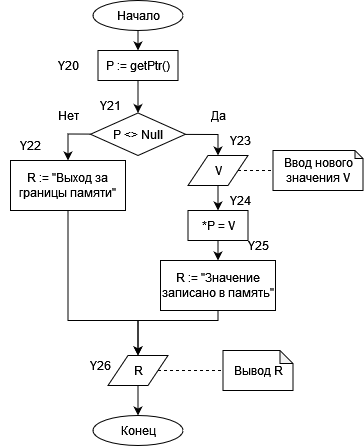 Начало
Y20
P := getPtr()
Y21
Нет
P <> Null
Да
Y22
Y23
R := "Выход за
границы памяти"
V
Ввод нового
значения V
Y24
*P = V
Y25
R := "Значение
записано в память"
Y26
R
Вывод R
Конец